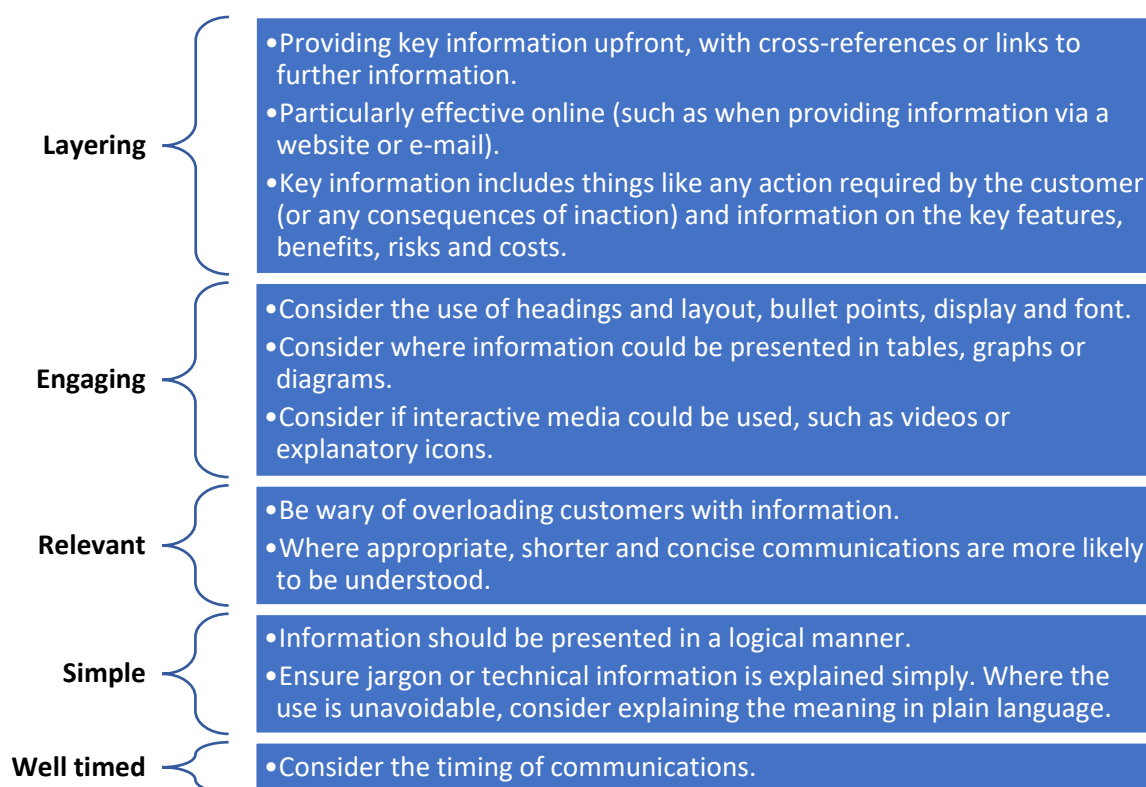 Layering
•Providing key information upfront, with cross-references or links to
further information.
•Particularly effective online (such as when providing information via a
website or e-mail).
•Key information includes things like any action required by the customer
(or any consequences of inaction) and information on the key features,
benefits, risks and costs.
Engaging
•Consider the use of headings and layout, bullet points, display and font.
•Consider where information could be presented in tables, graphs or
diagrams.
•Consider if interactive media could be used, such as videos or
explanatory icons.
Relevant
•Be wary of overloading customers with information.
•Where appropriate, shorter and concise communications are more likely
to be understood.
Simple
•Information should be presented in a logical manner.
•Ensure jargon or technical information is explained simply. Where the
use is unavoidable, consider explaining the meaning in plain language.
Well timed
•Consider the timing of communications.